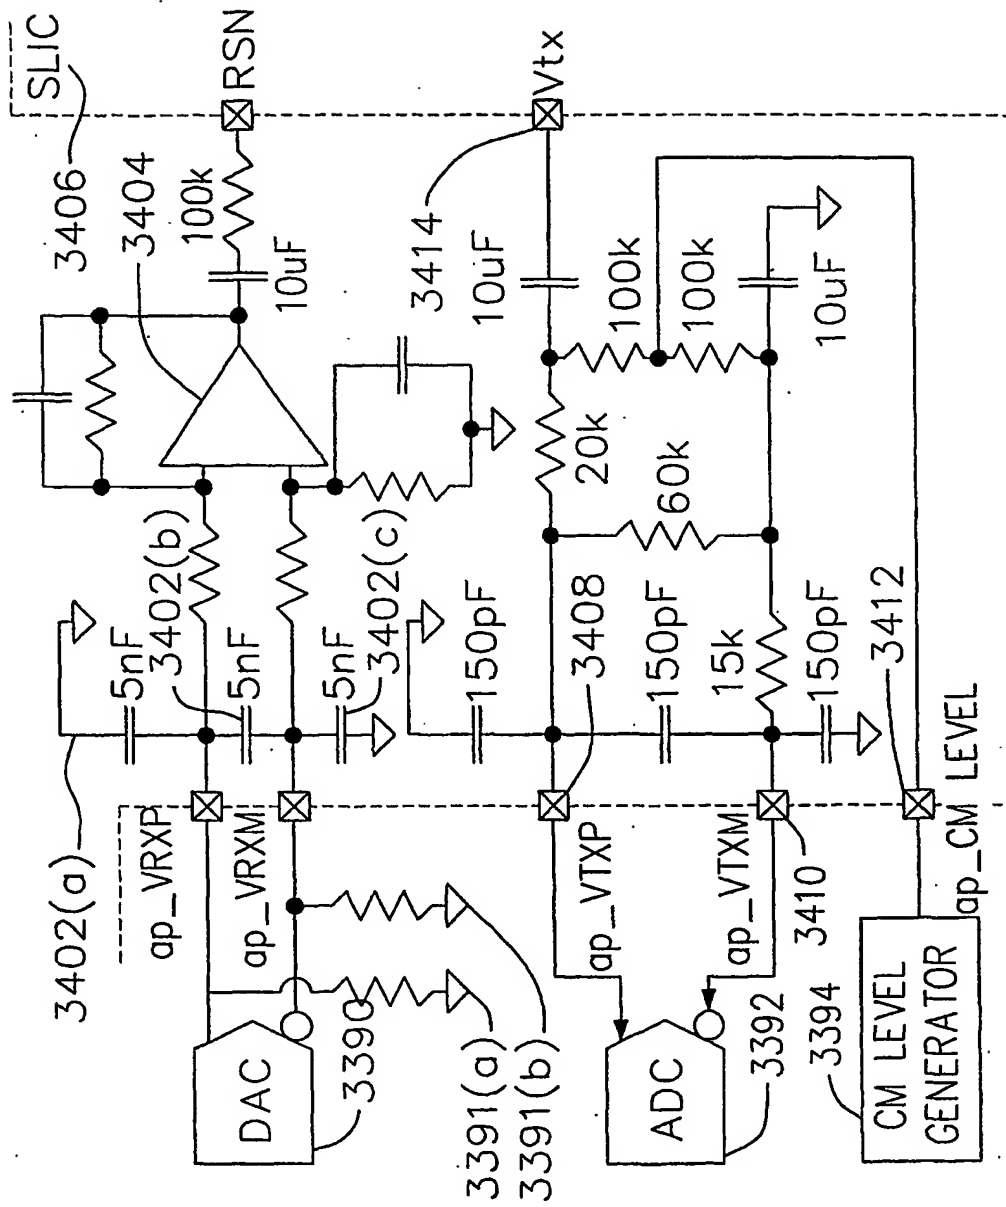 SLIC
3406
3404
RSN
100k
10uF
3402(a)
5nF
3402(b)
5nF
5nF
3402(c)
ap_VRXP
ap_VRXM
DAC
3390
3391(a)
3391(b)
Vtx
3414
10uF
100k
100k
10uF
20k
60k
150pF
3408
150pF
15k
150pF
3412
ap_VTXP
ap_VTXM
3410
ADC
3392
3394
CM LEVEL
GENERATOR
ap_CM LEVEL